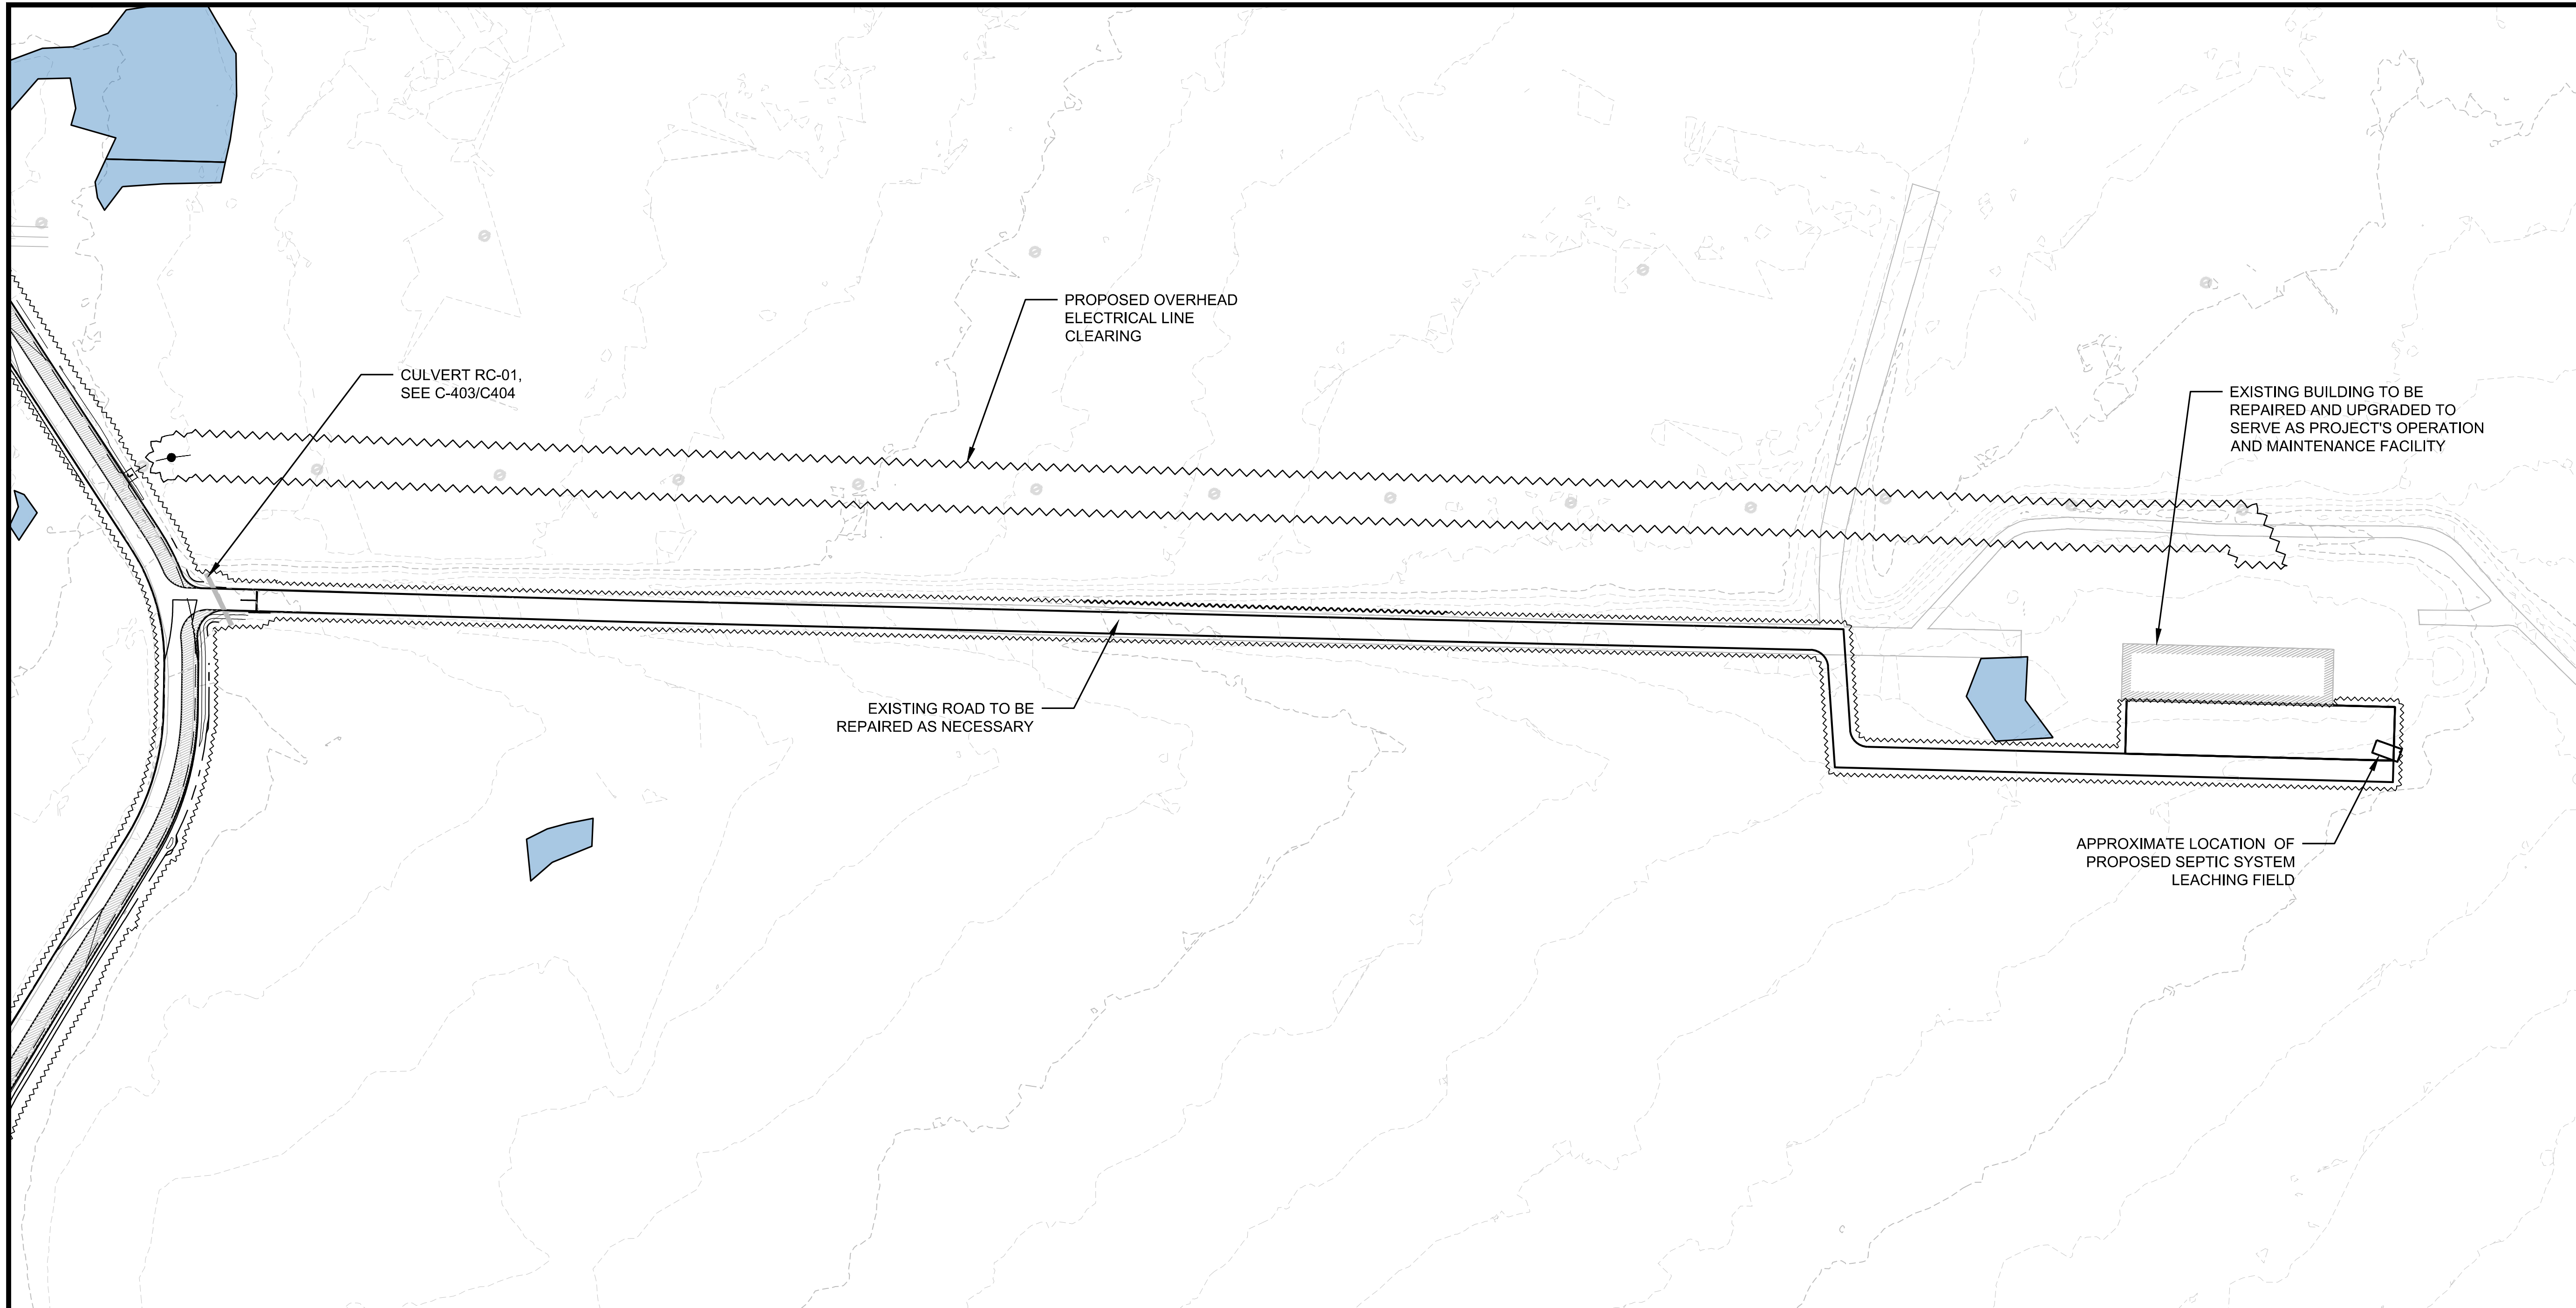 PROPOSED OVERHEAD
ELECTRICAL LINE
CLEARING
CULVERT RC-01,
SEE C-403/C404
EXISTING BUILDING TO BE
REPAIRED AND UPGRADED TO
SERVE AS PROJECT'S OPERATION
AND MAINTENANCE FACILITY
EXISTING ROAD TO BE
REPAIRED AS NECESSARY
APPROXIMATE LOCATION OF
PROPOSED SEPTIC SYSTEM
LEACHING FIELD